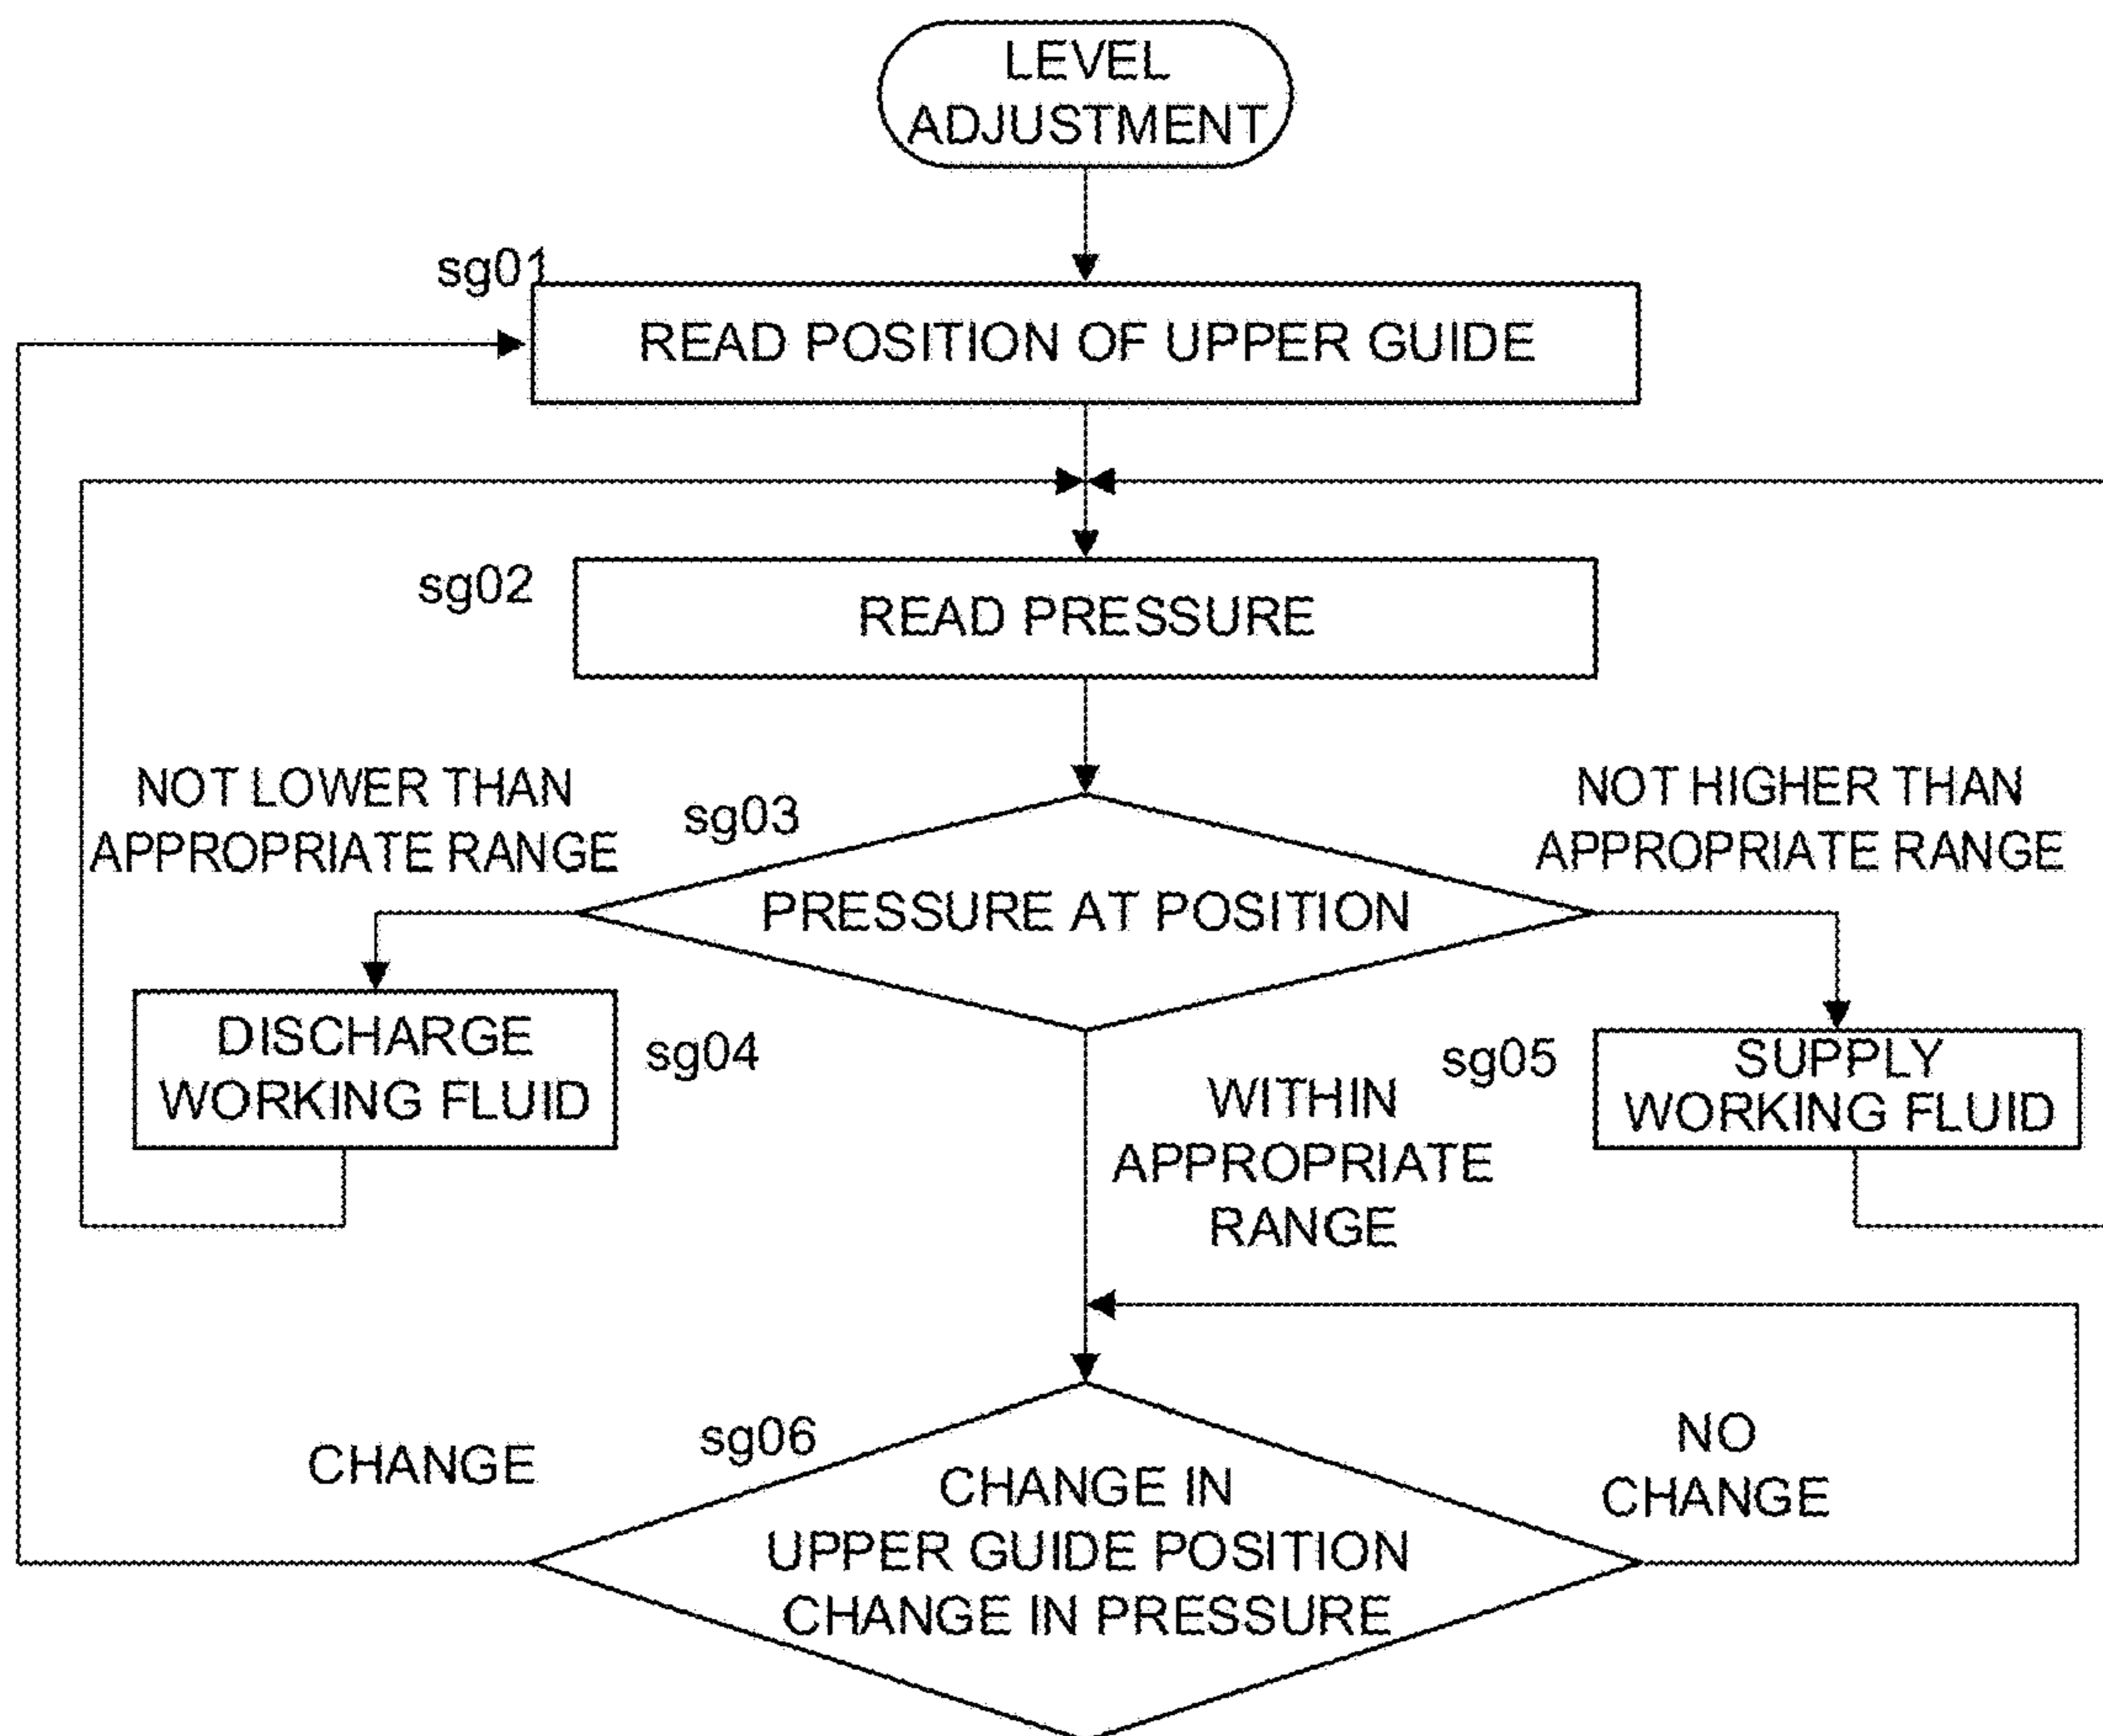 LEVEL
ADJUSTMENT
sg01
READ POSITION OF UPPER GUIDE
sg02
READ PRESSURE
NOT LOWER THAN
APPROPRIATE RANGE
sg03
NOT HIGHER THAN
APPROPRIATE RANGE
PRESSURE AT POSITION
DISCHARGE
WORKING FLUID
sg04
WITHIN
APPROPRIATE
RANGE
sg05
SUPPLY
WORKING FLUID
CHANGE
sg06
CHANGE IN
UPPER GUIDE POSITION
CHANGE IN PRESSURE
NO
CHANGE